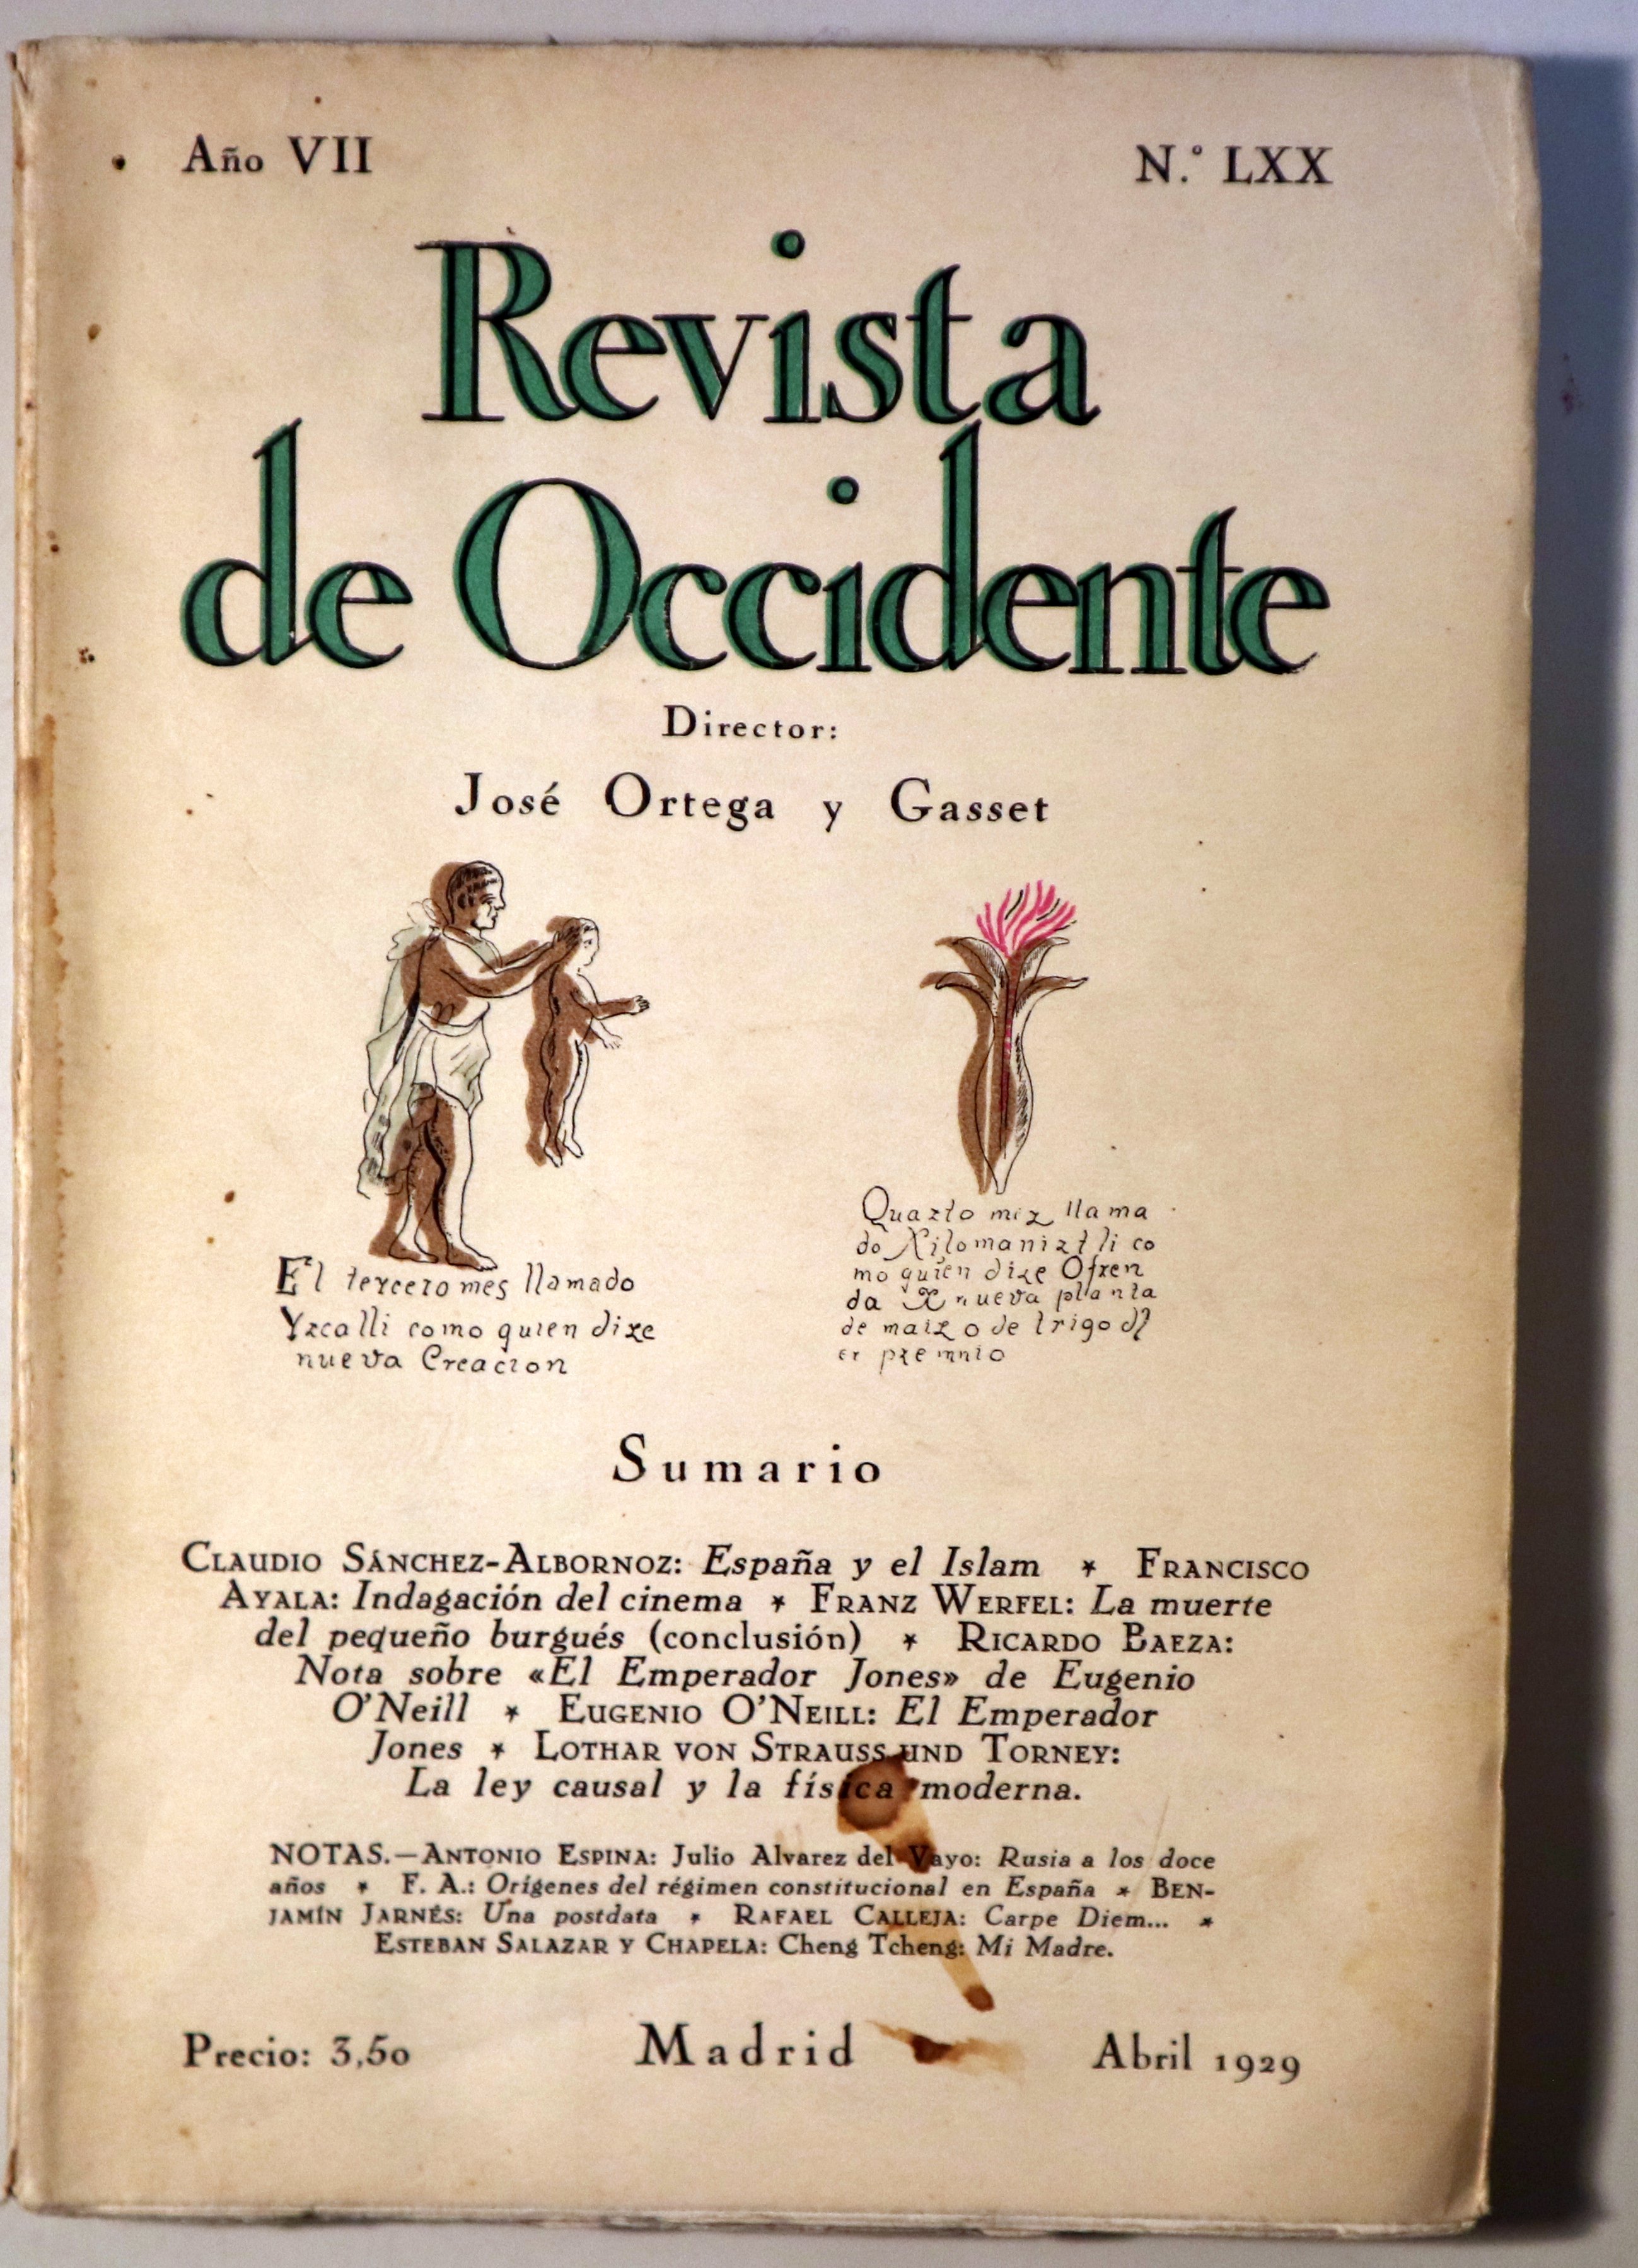 Año VII
N.º LXX
Revista
de Occidente
Director:
José Ortega y Gasset
El tercero mes llamado
Yzcalli como quien dize
nueva Creacion
Quarto mez llama
do Xilomaniztli co
mo quien dize Ofren
da nueva planta
de maiz o de trigo
Sumario
CLAUDIO SÁNCHEZ-ALBORNOZ: España y el Islam * FRANCISCO
AYALA: Indagación del cinema * FRANZ WERFEL: La muerte
del pequeño burgués (conclusión) * RICARDO BAEZA:
Nota sobre «El Emperador Jones» de Eugenio
O'Neill * EUGENIO O'NEILL: El Emperador
Jones * LOTHAR VON STRAUSS UND TORNEY:
La ley causal y la física moderna.
NOTAS.—ANTONIO ESPINA: Julio Alvarez del Vayo: Rusia a los doce
años * F. A.: Orígenes del régimen constitucional en España * BEN-
JAMÍN JARNÉS: Una postdata * RAFAEL CALLEJA: Carpe Diem... *
ESTEBAN SALAZAR Y CHAPELA: Cheng Tcheng: Mi Madre.
Precio: 3,50
Madrid
Abril 1929